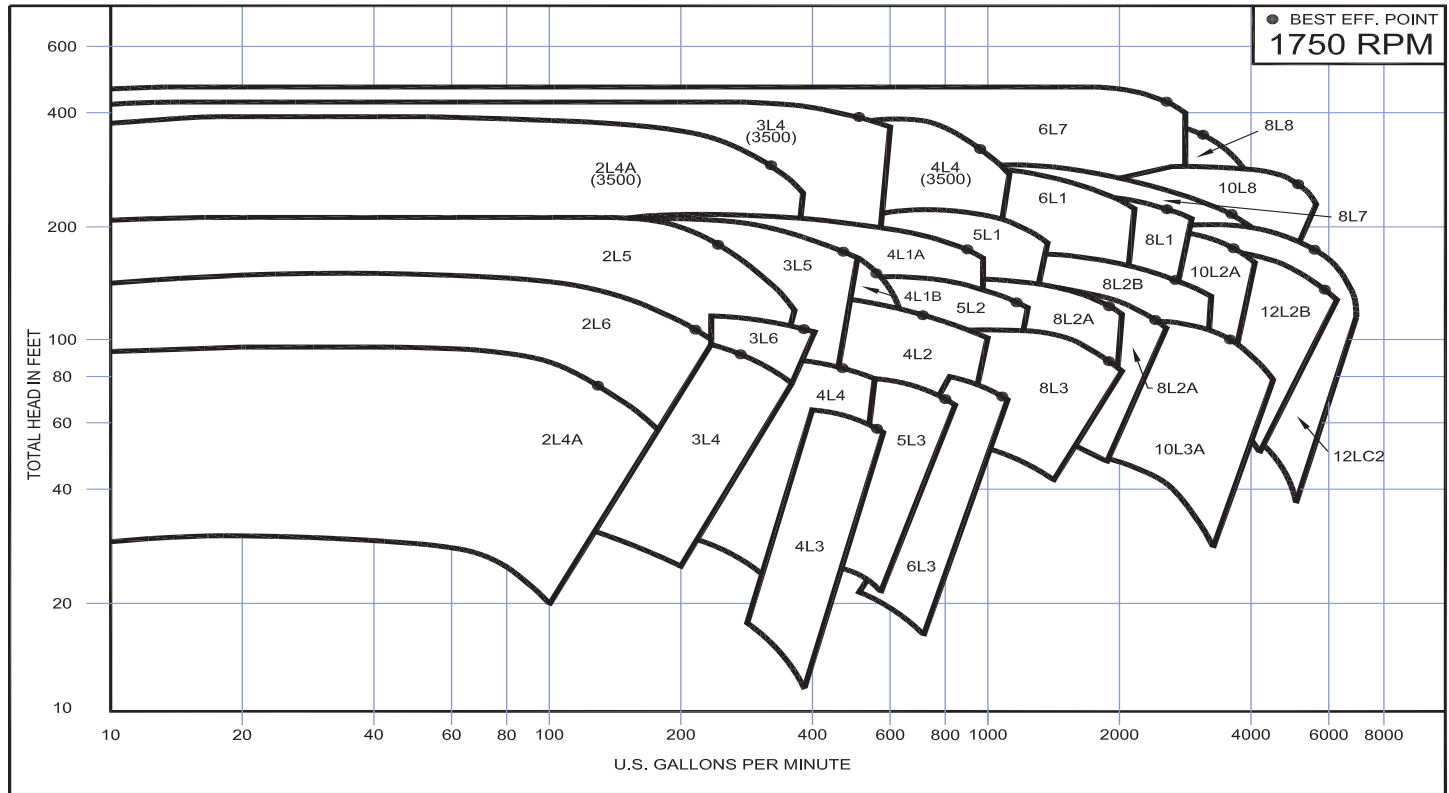 BEST EFF. POINT
1750 RPM
TOTAL HEAD IN FEET
600
400
200
100
80
60
40
20
10
6L7
8L8
3L4
(3500)
4L4
(3500)
2L4A
(3500)
10L8
6L1
8L7
5L1
8L1
4L1A
2L5
3L5
10L2A
8L2B
4L1B
5L2
12L2B
8L2A
2L6
3L6
4L2
8L3
8L2A
4L4
2L4A
3L4
5L3
10L3A
12LC2
4L3
6L3
10 20 40 60 80 100 200 400 600 800 1000 2000 4000 6000 8000
U.S. GALLONS PER MINUTE